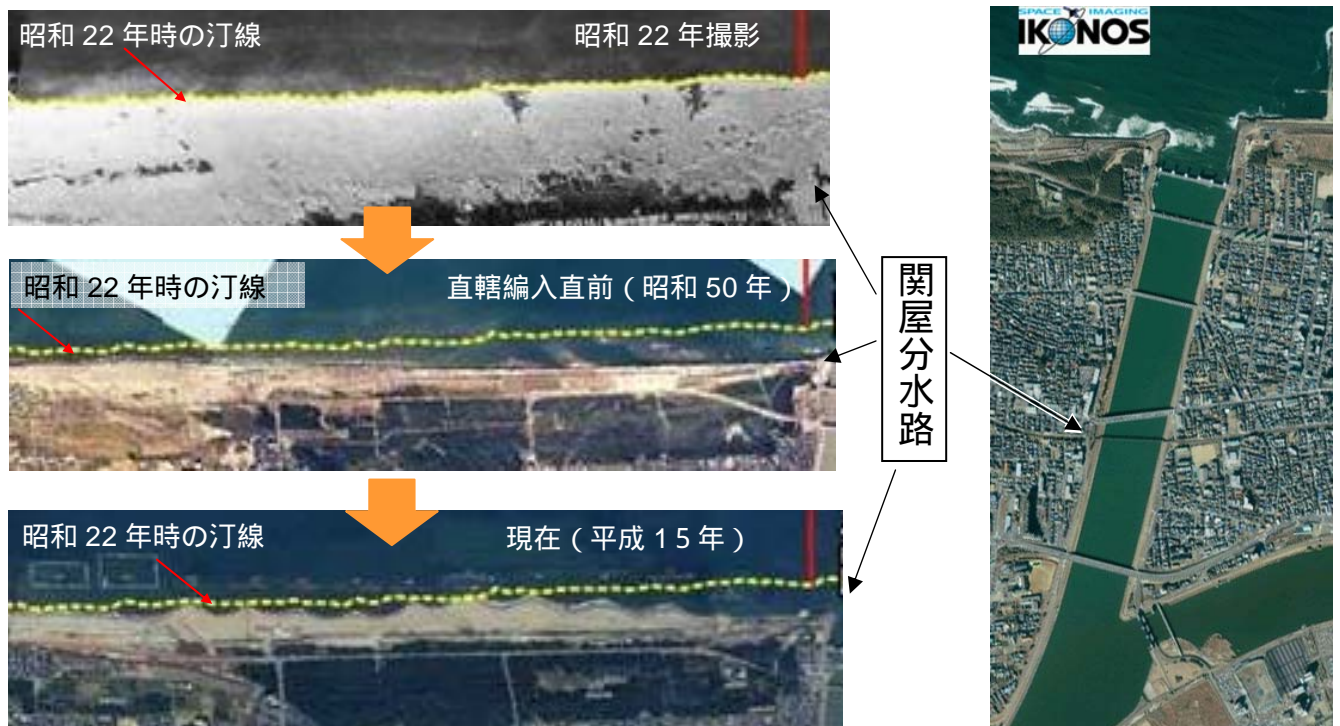 昭和 22 年時の汀線
昭和 22 年撮影
昭和 22 年時の汀線
直轄編入直前（昭和 50 年）
昭和 22 年時の汀線
現在（平成１５年）
関屋分水路
SPACE IMAGING
IKONOS